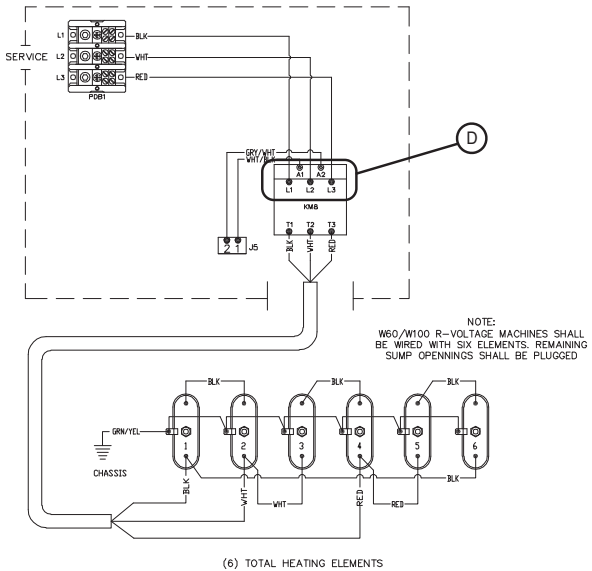 L1
BLK
SERVICE
L2
WHT
L3
RED
PDB1
D
GRY/WHT
WHT/BLK
A1 A2
L1 L2 L3
KM8
T1 T2 T3
2 1 J5
BLK
WHT
RED
NOTE:
W60/W100 R-VOLTAGE MACHINES SHALL
BE WIRED WITH SIX ELEMENTS. REMAINING
SUMP OPENNINGS SHALL BE PLUGGED
BLK BLK BLK
GRN/YEL
1 2 3 4 5 6
CHASSIS
BLK
BLK
WHT
WHT
RED
RED
(6) TOTAL HEATING ELEMENTS